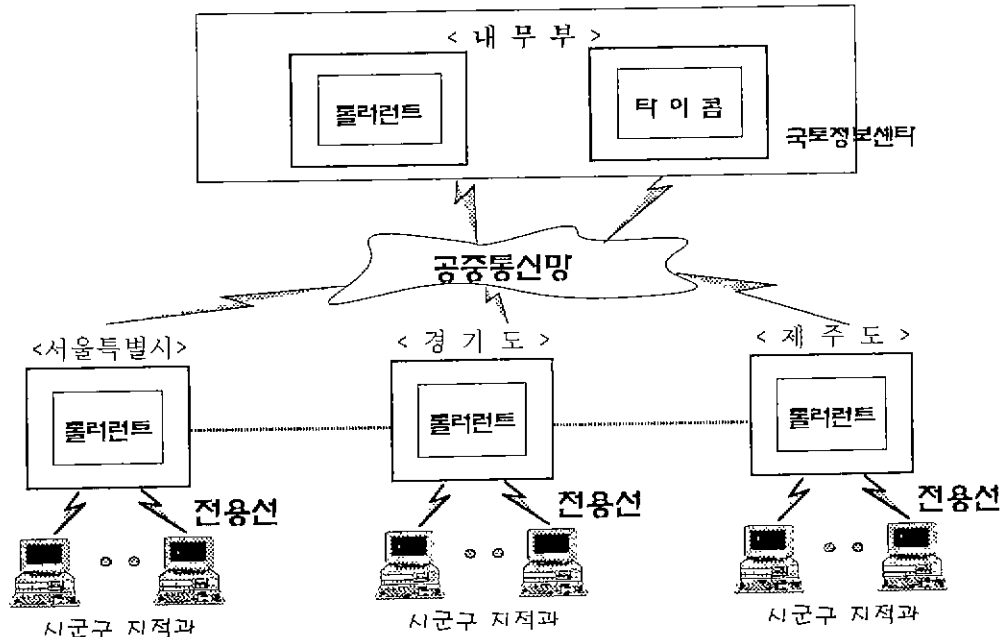 < 내 무 부 >
톨러런트
타 이 콤
국토정보센타
공중통신망
<서울특별시>
< 경 기 도 >
< 제 주 도 >
톨러런트
톨러런트
톨러런트
전용선
전용선
전용선
시군구 지적과
시군구 지적과
시군구 지적과